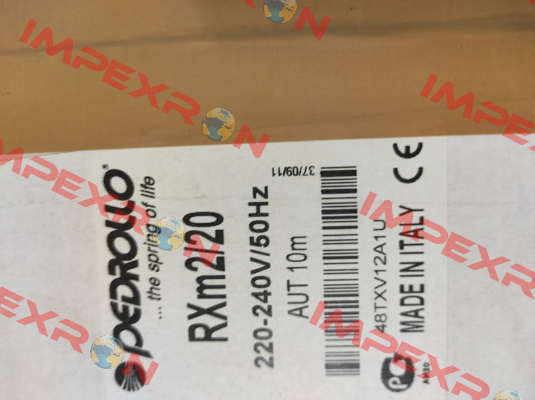 PEDROLLO®
... the spring of life
RXm2/20
220-240V/50Hz
AUT 10m
37/09/11
48TXV12A1U
MADE IN ITALY CE
IMPEXRON
IMPEXRON
IMPEXRON
IMPEXRON
IMPEXRON